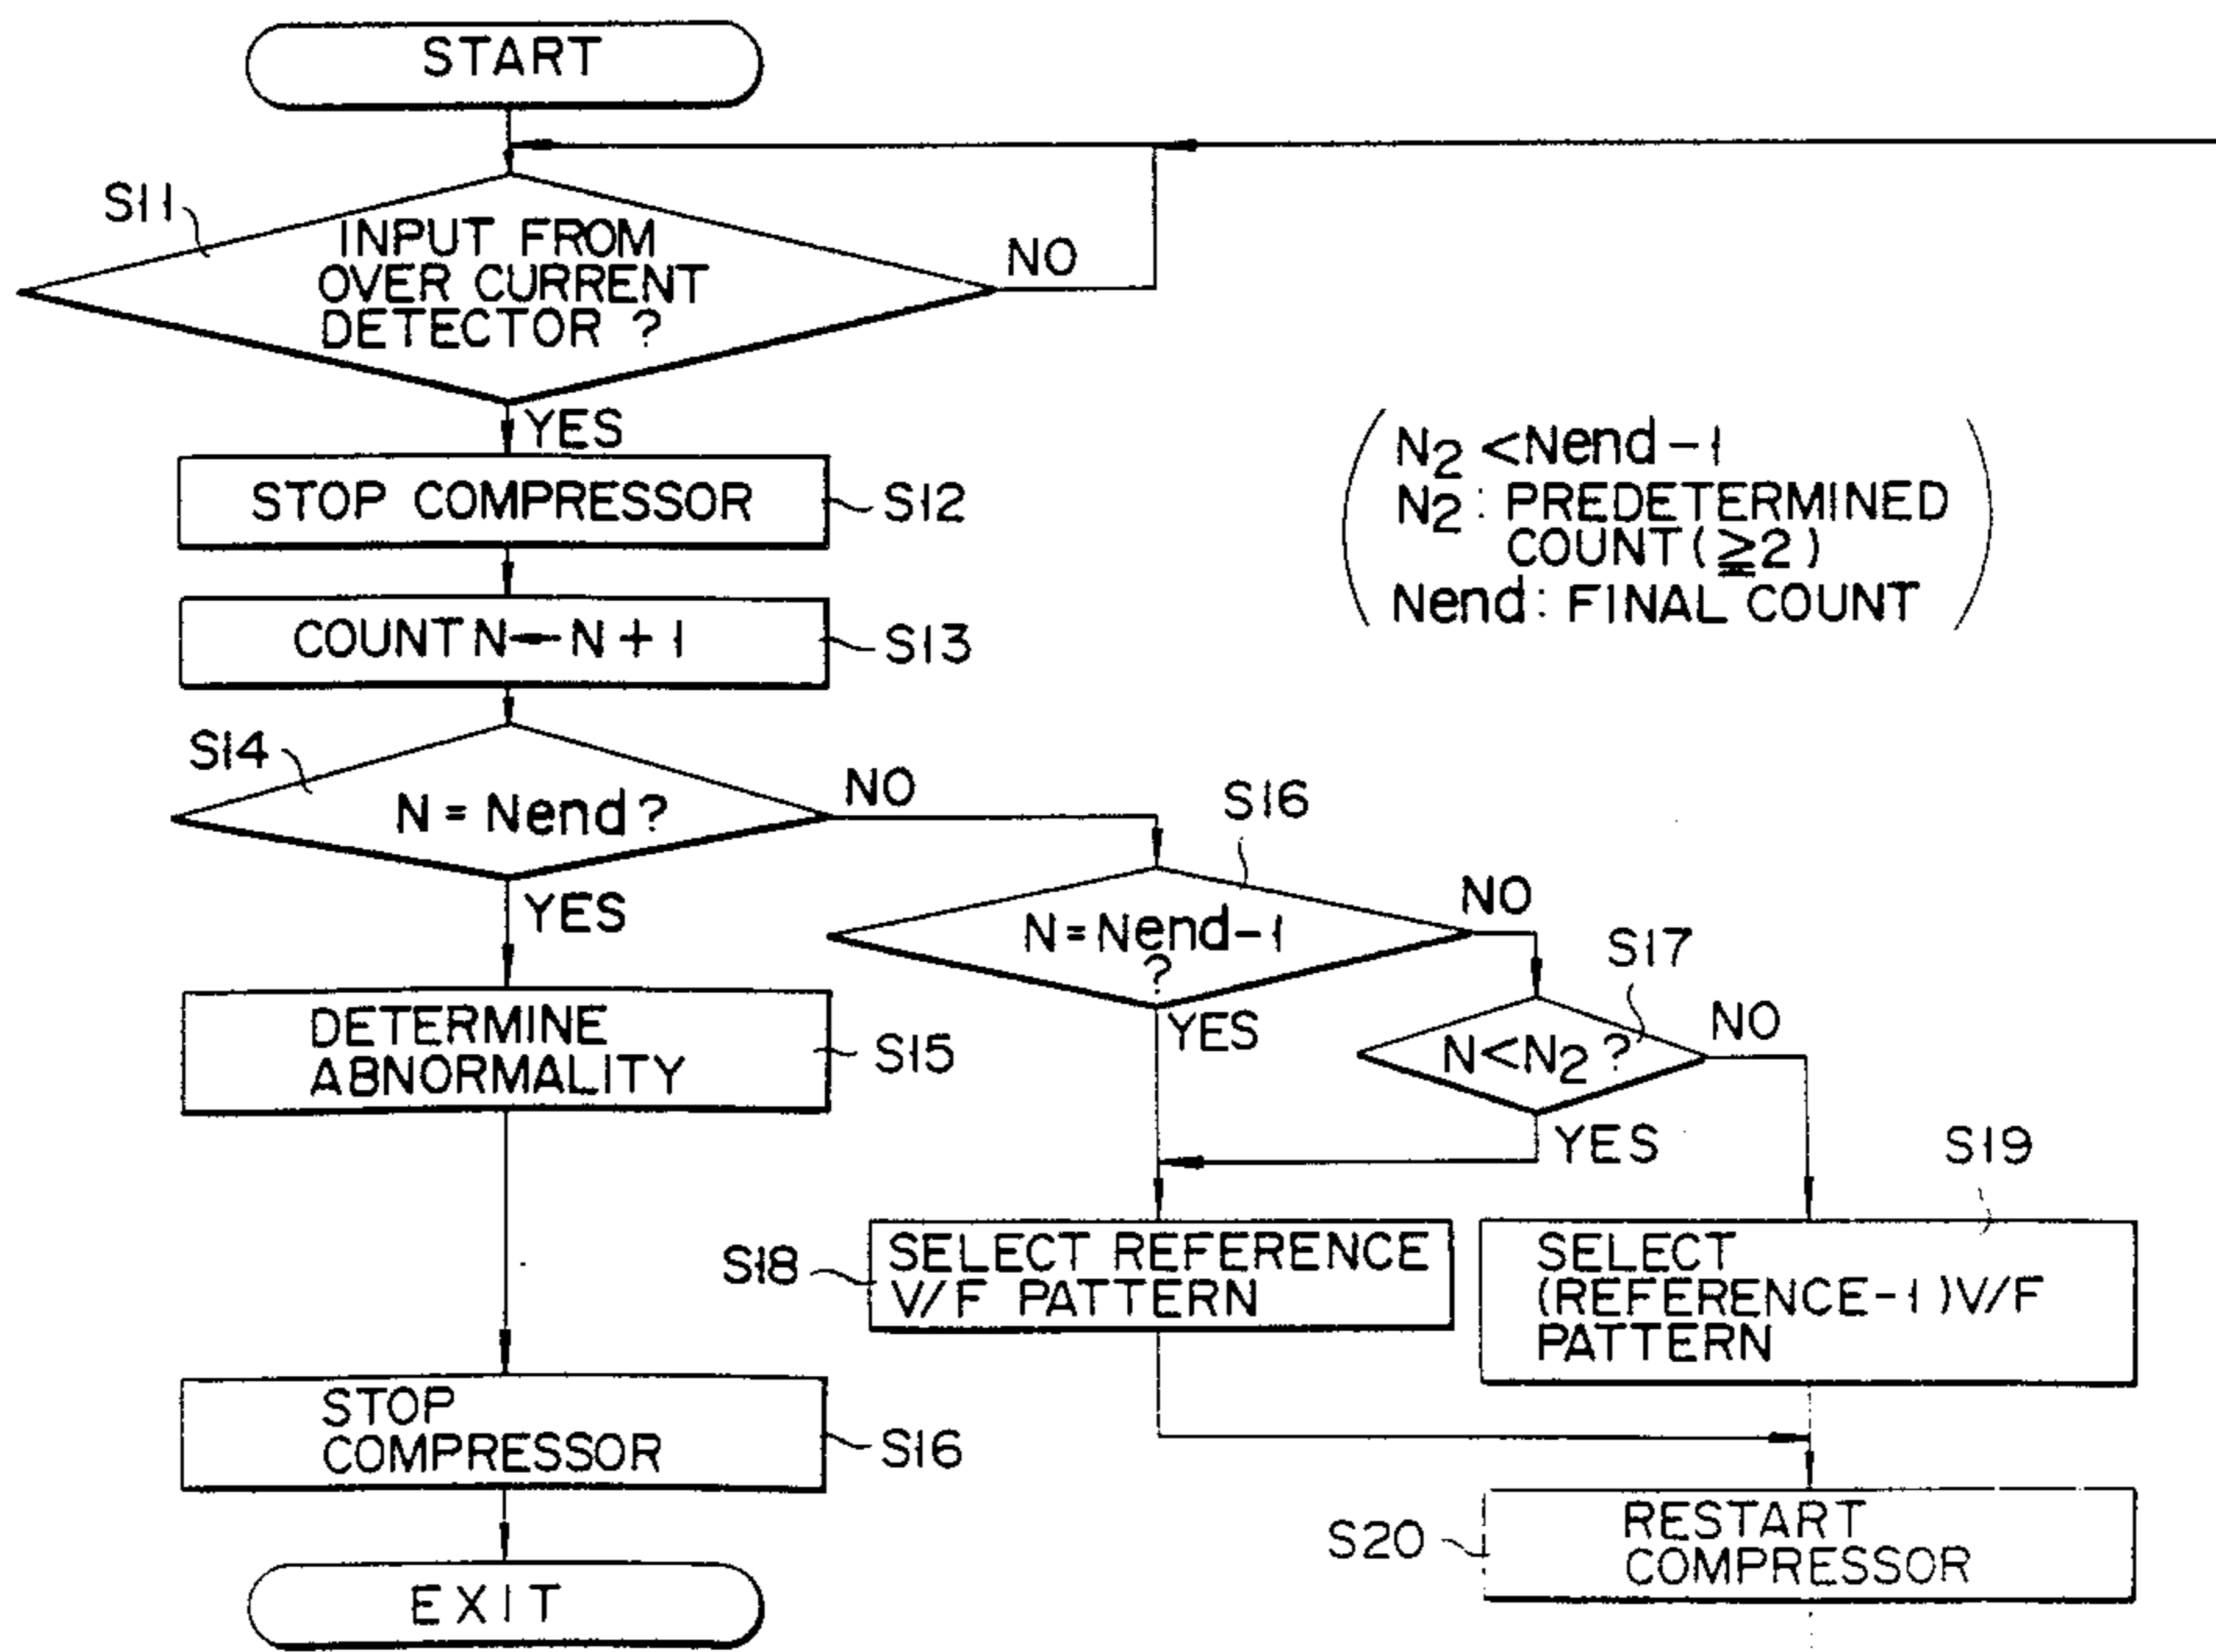 START
S11
INPUT FROM
OVER CURRENT
DETECTOR ?
NO
YES
STOP COMPRESSOR
S12
N2 <Nend-1
N2 : PREDETERMINED
COUNT (≧2)
Nend : FINAL COUNT
COUNT N ← N + 1
S13
S14
N = Nend ?
NO
YES
S16
N = Nend-1
?
NO
YES
S17
N<N2 ?
NO
YES
DETERMINE
ABNORMALITY
S15
S18
SELECT REFERENCE
V/F PATTERN
S19
SELECT
(REFERENCE-1) V/F
PATTERN
STOP
COMPRESSOR
S16
S20
RESTART
COMPRESSOR
EXIT